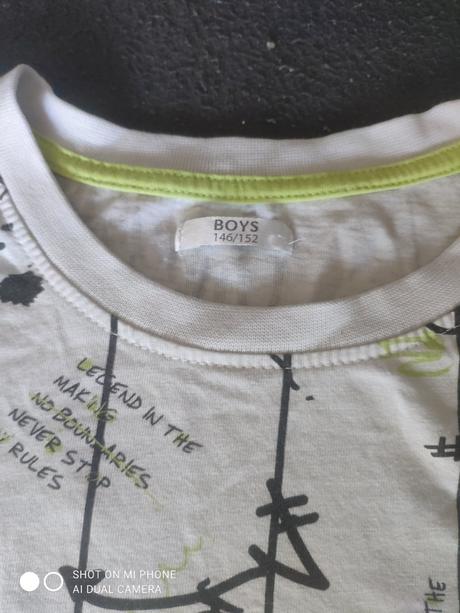 BOYS
146/152
LEGEND IN THE
MAKING
NO BOUNDARIES
NEVER STOP
RULES
#
THE
SHOT ON MI PHONE
AI DUAL CAMERA